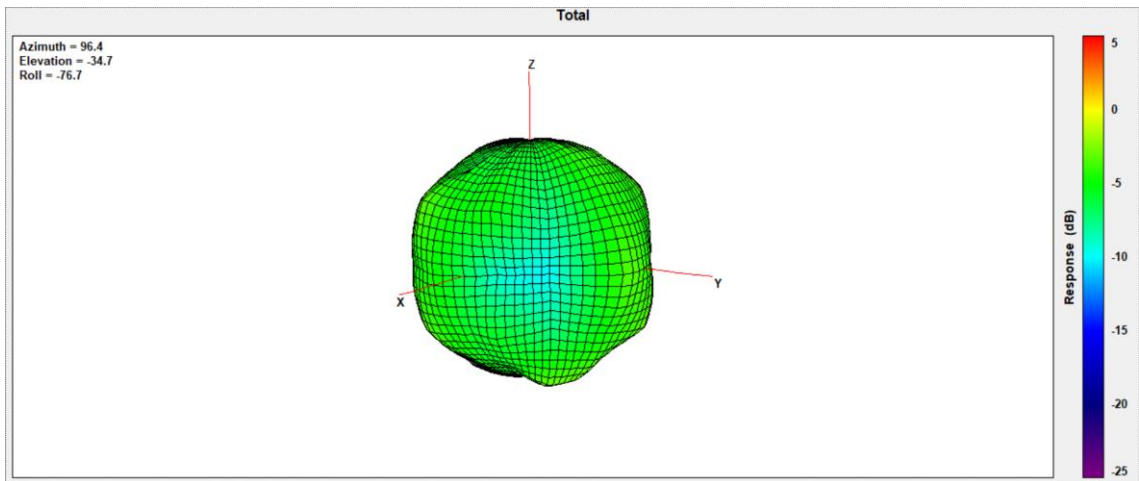 Total
Azimuth = 96.4
Elevation = -34.7
Roll = -76.7
Z
X
Y
5
0
-5
-10
-15
-20
-25
Response (dB)